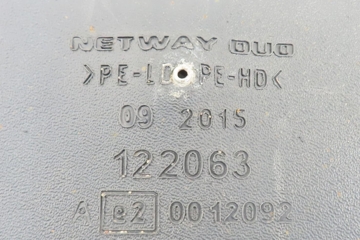 NETWAY DUO
>PE-LD PE-HD<
09 2015
122063
A e2 0012092